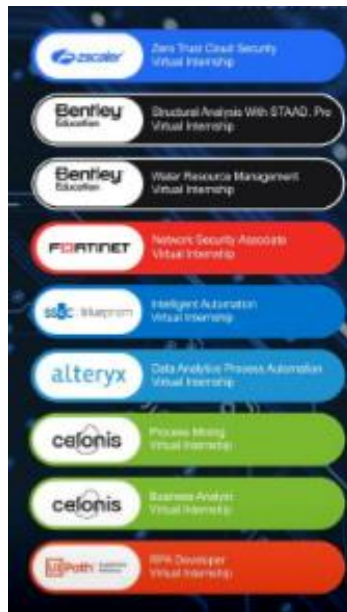 zscaler
Zero Trust Cloud Security
Virtual Internship
Bentley
Education
Structural Analysis With STAAD. Pro
Virtual Internship
Bentley
Education
Water Resource Management
Virtual Internship
FORTINET
Network Security Associate
Virtual Internship
SS&C blueprism
Intelligent Automation
Virtual Internship
alteryx
Data Analytics Process Automation
Virtual Internship
celonis
Process Mining
Virtual Internship
celonis
Business Analyst
Virtual Internship
UiPath
RPA Developer
Virtual Internship